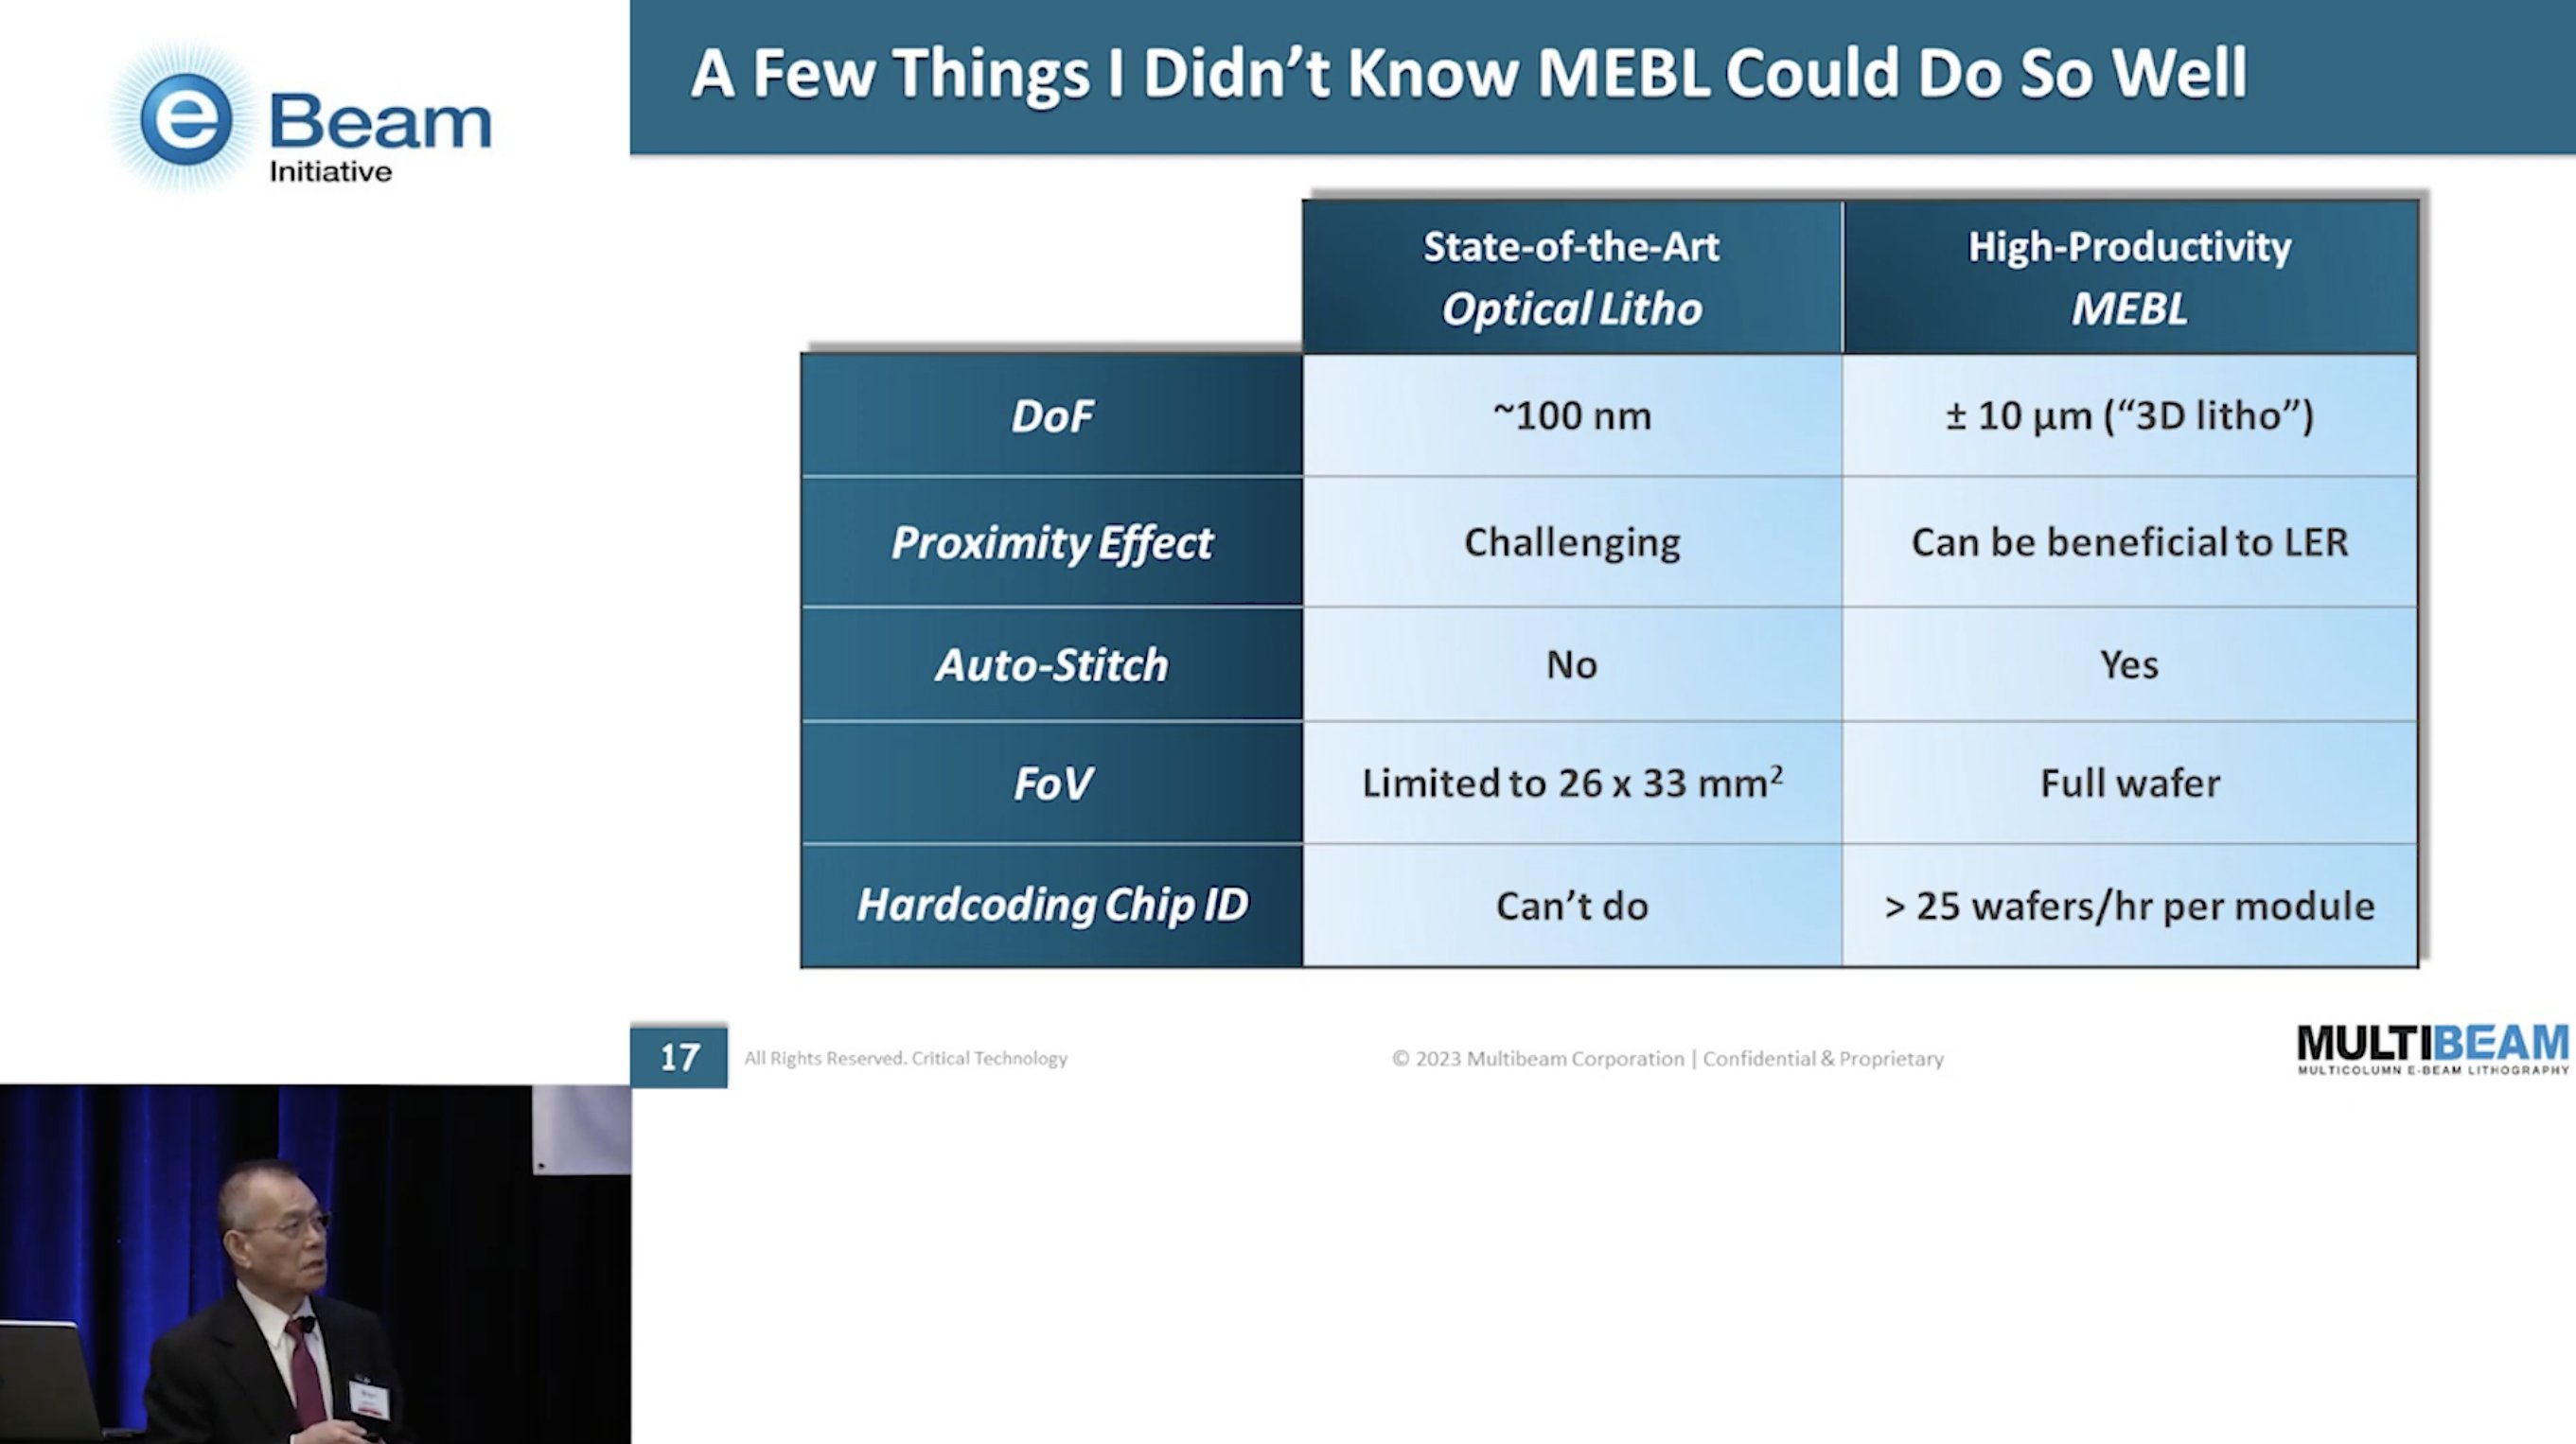 e Beam
Initiative
A Few Things I Didn't Know MEBL Could Do So Well
State-of-the-Art
Optical Litho
High-Productivity
MEBL
DoF
~100 nm
± 10 µm (“3D litho”)
Proximity Effect
Challenging
Can be beneficial to LER
Auto-Stitch
No
Yes
FoV
Limited to 26 x 33 mm²
Full wafer
Hardcoding Chip ID
Can’t do
> 25 wafers/hr per module
17
All Rights Reserved. Critical Technology
© 2023 Multibeam Corporation | Confidential & Proprietary
MULTIBEAM
MULTICOLUMN E-BEAM LITHOGRAPHY